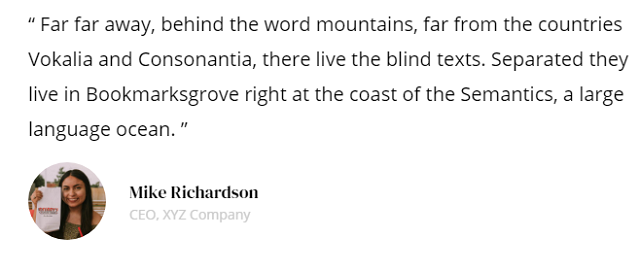 “ Far far away, behind the word mountains, far from the countries
Vokalia and Consonantia, there live the blind texts. Separated they
live in Bookmarksgrove right at the coast of the Semantics, a large
language ocean. ”
Mike Richardson
CEO, XYZ Company